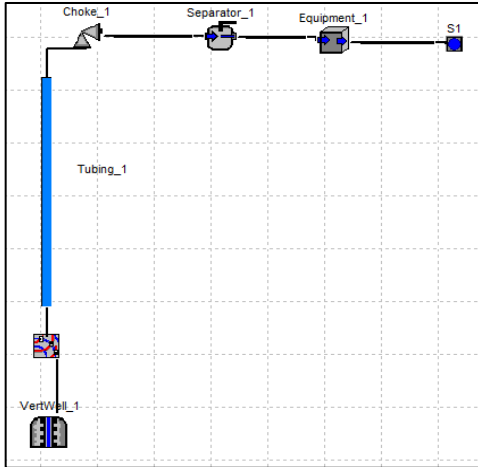 Choke_1
Separator_1
Equipment_1
S1
Tubing_1
VertWell_1